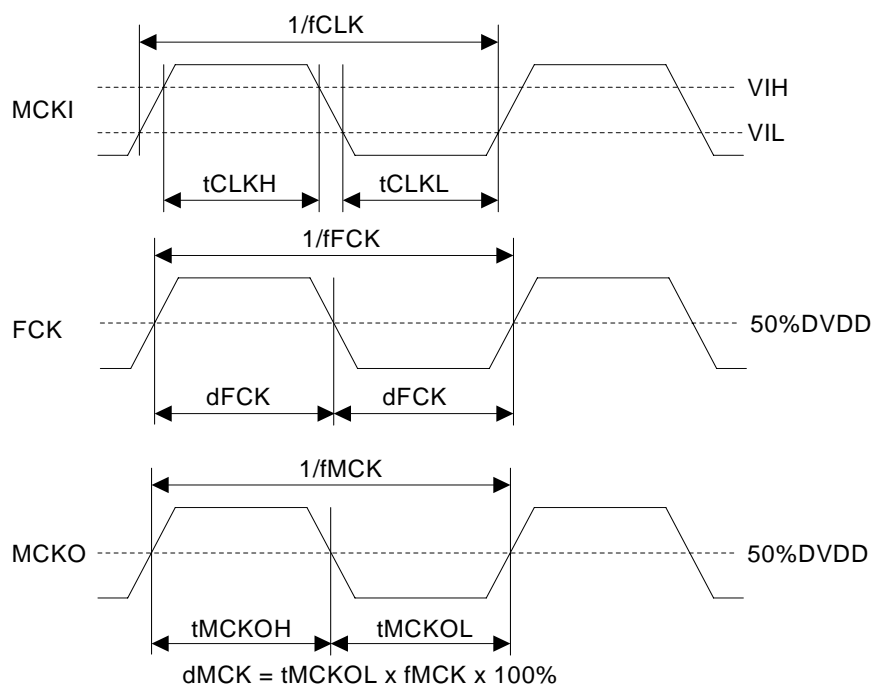 1/fCLK
MCKI
VIH
VIL
tCLKH
tCLKL
1/fFCK
FCK
50%DVDD
dFCK
dFCK
1/fMCK
MCKO
50%DVDD
tMCKOH
tMCKOL
dMCK = tMCKOL x fMCK x 100%